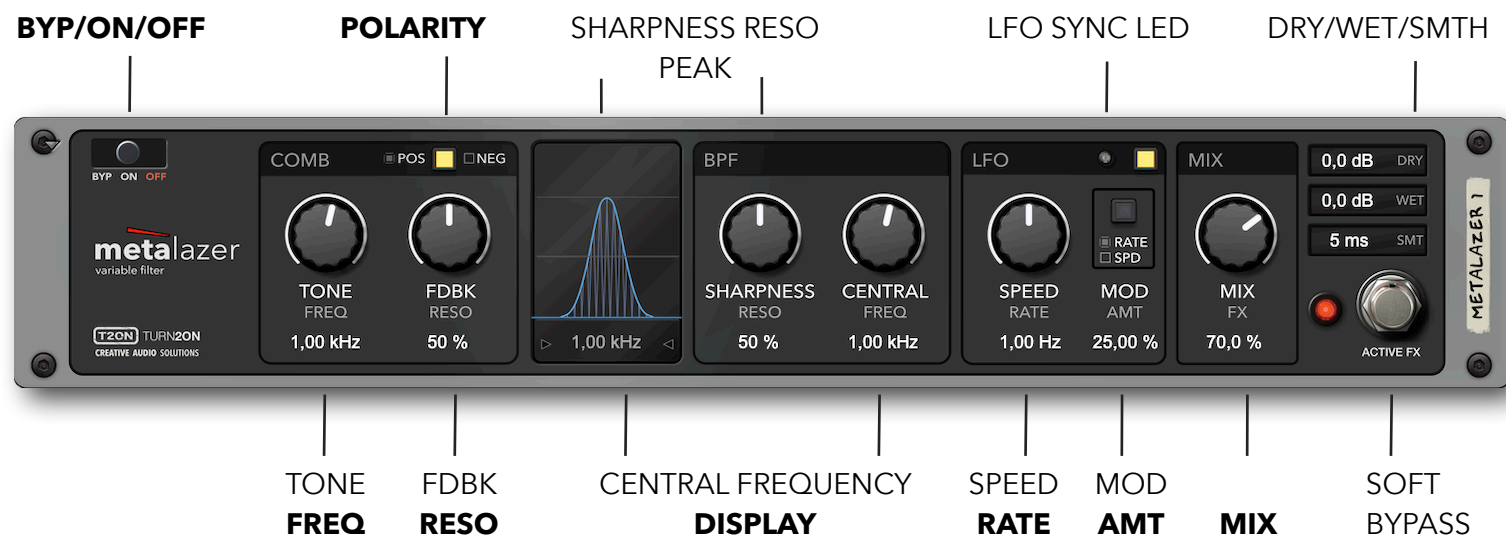 BYP/ON/OFF
POLARITY
SHARPNESS RESO
PEAK
LFO SYNC LED
DRY/WET/SMTH
BYP ON OFF
COMB
POS
NEG
BPF
LFO
MIX
0,0 dB DRY
0,0 dB WET
5 ms SMT
metalazer
variable filter
RATE
SPD
TONE
FREQ
1,00 kHz
FDBK
RESO
50 %
1,00 kHz
SHARPNESS
RESO
50 %
CENTRAL
FREQ
1,00 kHz
SPEED
RATE
1,00 Hz
MOD
AMT
25,00 %
MIX
FX
70,0 %
T2ON TURN2ON
CREATIVE AUDIO SOLUTIONS
ACTIVE FX
METALAZER 1
TONE
FREQ
FDBK
RESO
CENTRAL FREQUENCY
DISPLAY
SPEED
RATE
MOD
AMT
MIX
SOFT
BYPASS